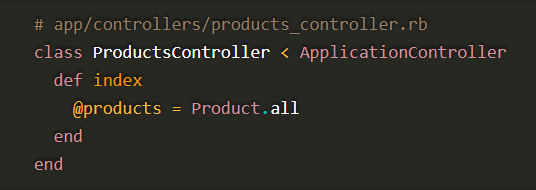 # app/controllers/products_controller.rb
class ProductsController < ApplicationController
  def index
    @products = Product.all
  end
end